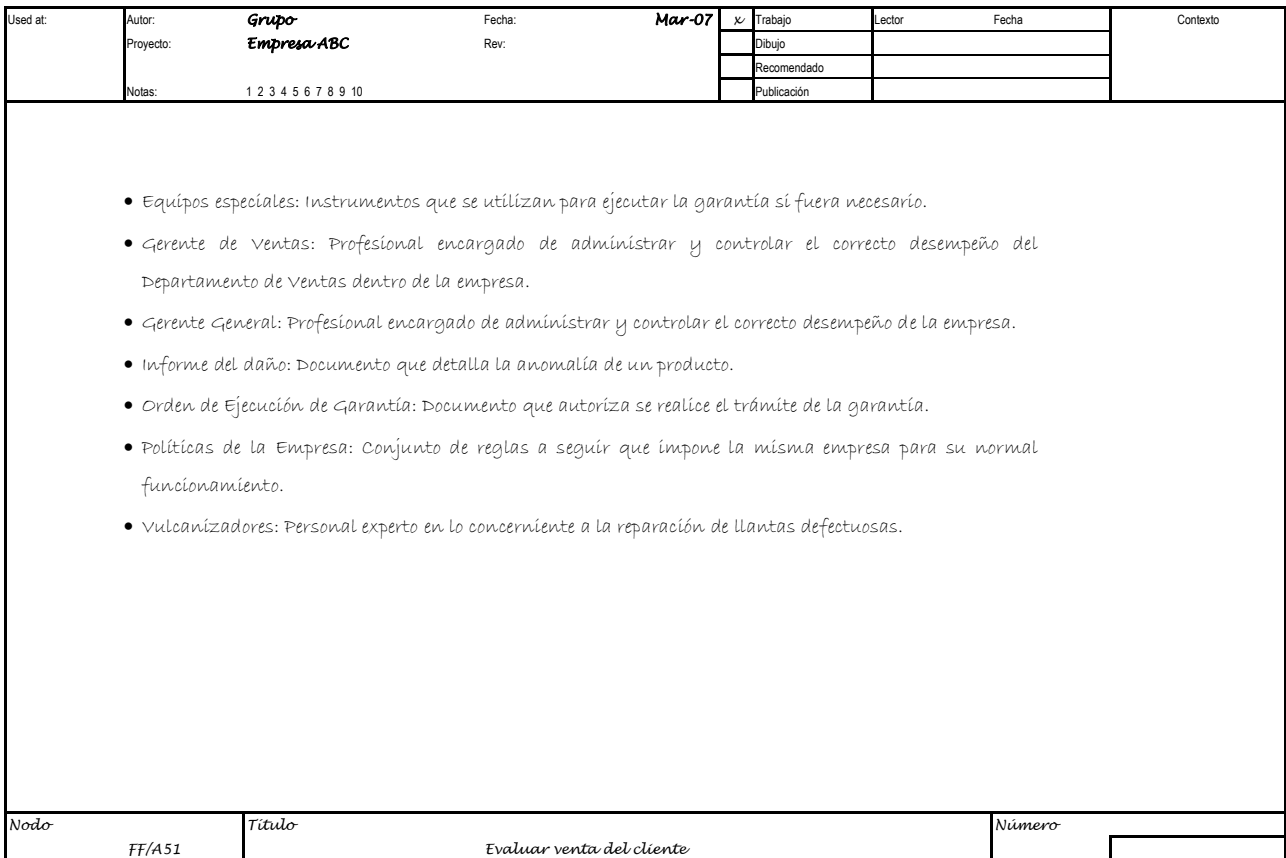 Used at: Autor: Grupo Fecha: Mar-07 x Trabajo Lector Fecha Contexto
Proyecto: Empresa ABC Rev: Dibujo
Recomendado
Notas: 1 2 3 4 5 6 7 8 9 10 Publicación
• Equipos especiales: Instrumentos que se utilizan para ejecutar la garantía si fuera necesario.
• Gerente de Ventas: Profesional encargado de administrar y controlar el correcto desempeño del
Departamento de Ventas dentro de la empresa.
• Gerente General: Profesional encargado de administrar y controlar el correcto desempeño de la empresa.
• Informe del daño: Documento que detalla la anomalía de un producto.
• Orden de Ejecución de Garantía: Documento que autoriza se realice el trámite de la garantía.
• Políticas de la Empresa: Conjunto de reglas a seguir que impone la misma empresa para su normal
funcionamiento.
• Vulcanizadores: Personal experto en lo concerniente a la reparación de llantas defectuosas.
Nodo Título Número
FF/A51 Evaluar venta del cliente